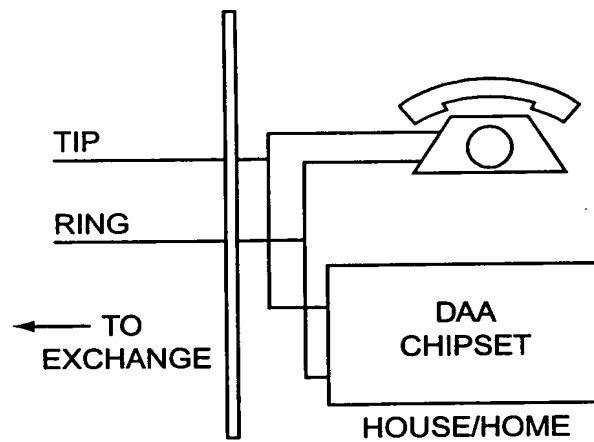 TIP
RING
TO
EXCHANGE
DAA
CHIPSET
HOUSE/HOME